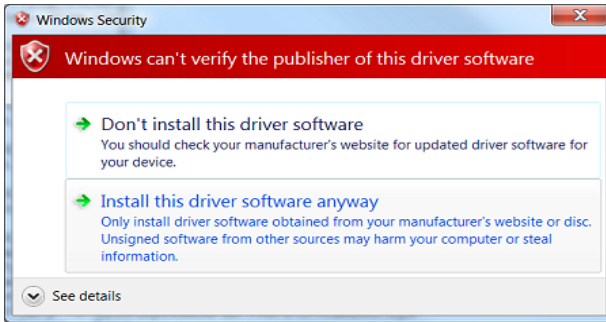 Windows Security
Windows can't verify the publisher of this driver software
Don't install this driver software
You should check your manufacturer's website for updated driver software for
your device.
Install this driver software anyway
Only install driver software obtained from your manufacturer's website or disc.
Unsigned software from other sources may harm your computer or steal
information.
See details